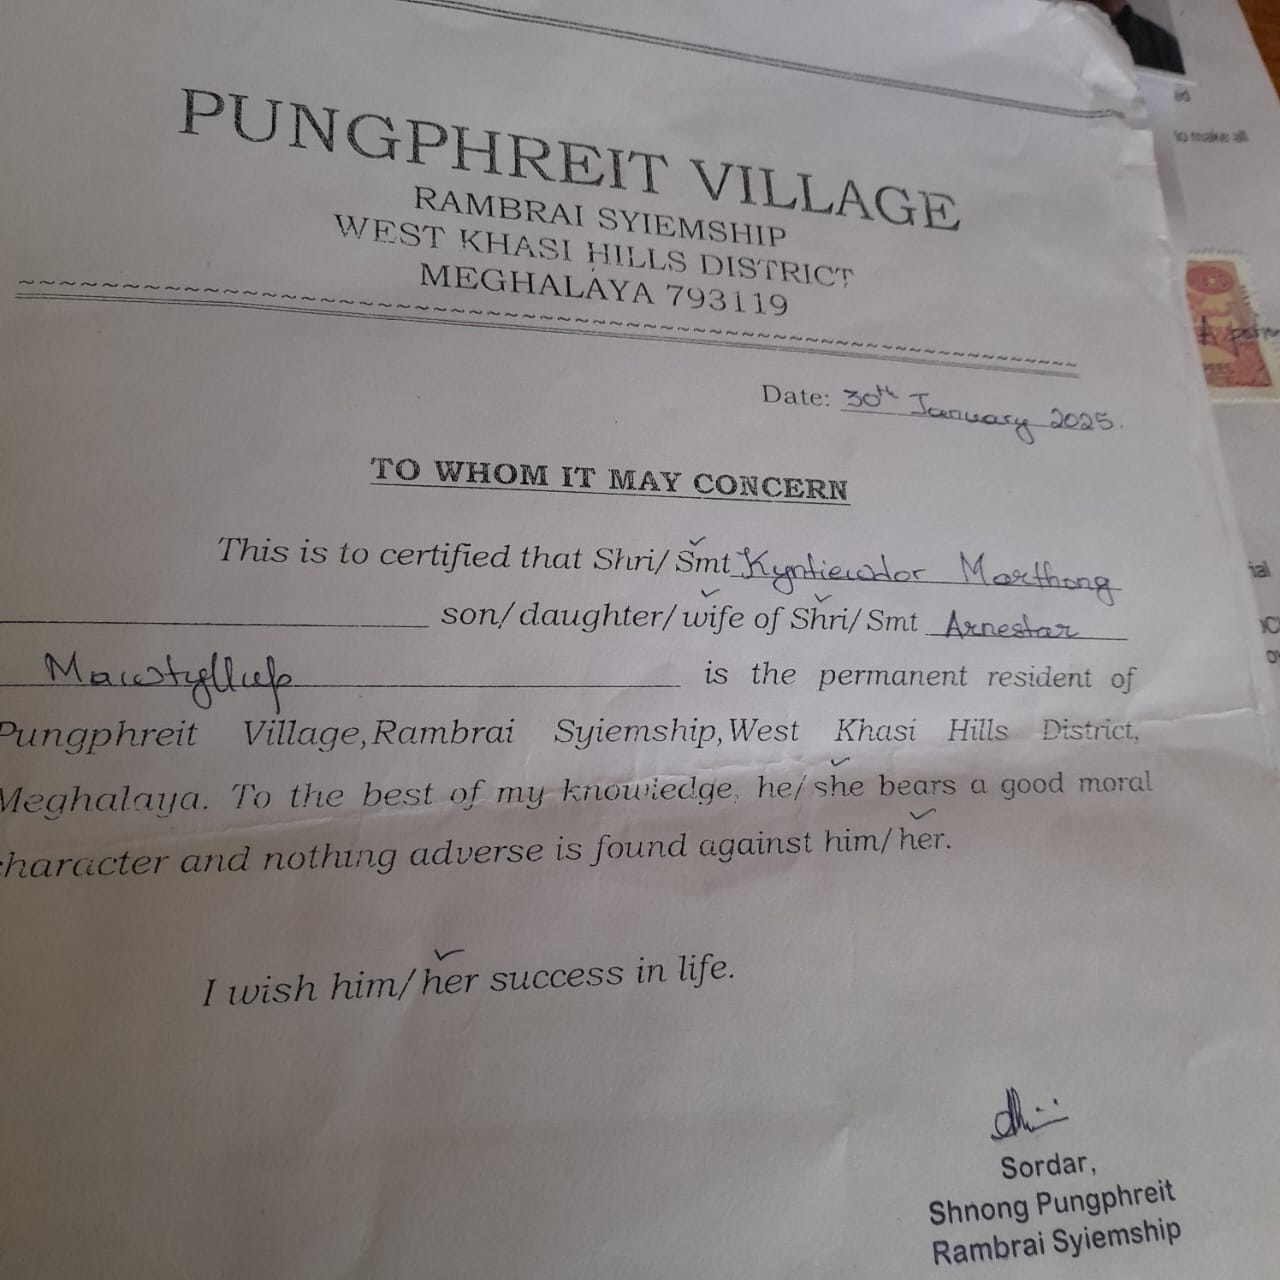 PUNGPHREIT VILLAGE
RAMBRAI SYIEMSHIP
WEST KHASI HILLS DISTRICT
MEGHALAYA 793119
Date: 30th January 2025.
TO WHOM IT MAY CONCERN
This is to certified that Shri/Smt Kyntiewdor Marthong
son/daughter/wife of Shri/Smt Arnestar
Mawtyllup is the permanent resident of
Pungphreit Village, Rambrai Syiemship, West Khasi Hills District,
Meghalaya. To the best of my knowledge, he/she bears a good moral
character and nothing adverse is found against him/her.
I wish him/her success in life.
Sordar,
Shnong Pungphreit
Rambrai Syiemship
to make all